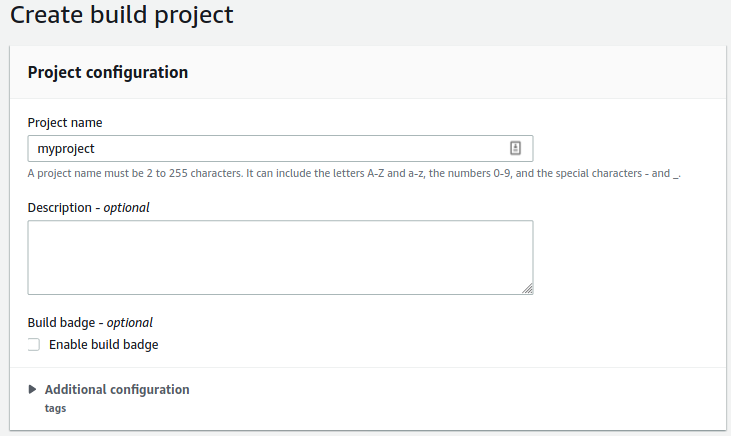 Create build project
Project configuration
Project name
myproject
A project name must be 2 to 255 characters. It can include the letters A-Z and a-z, the numbers 0-9, and the special characters - and _.
Description - optional
Build badge - optional
Enable build badge
Additional configuration
tags